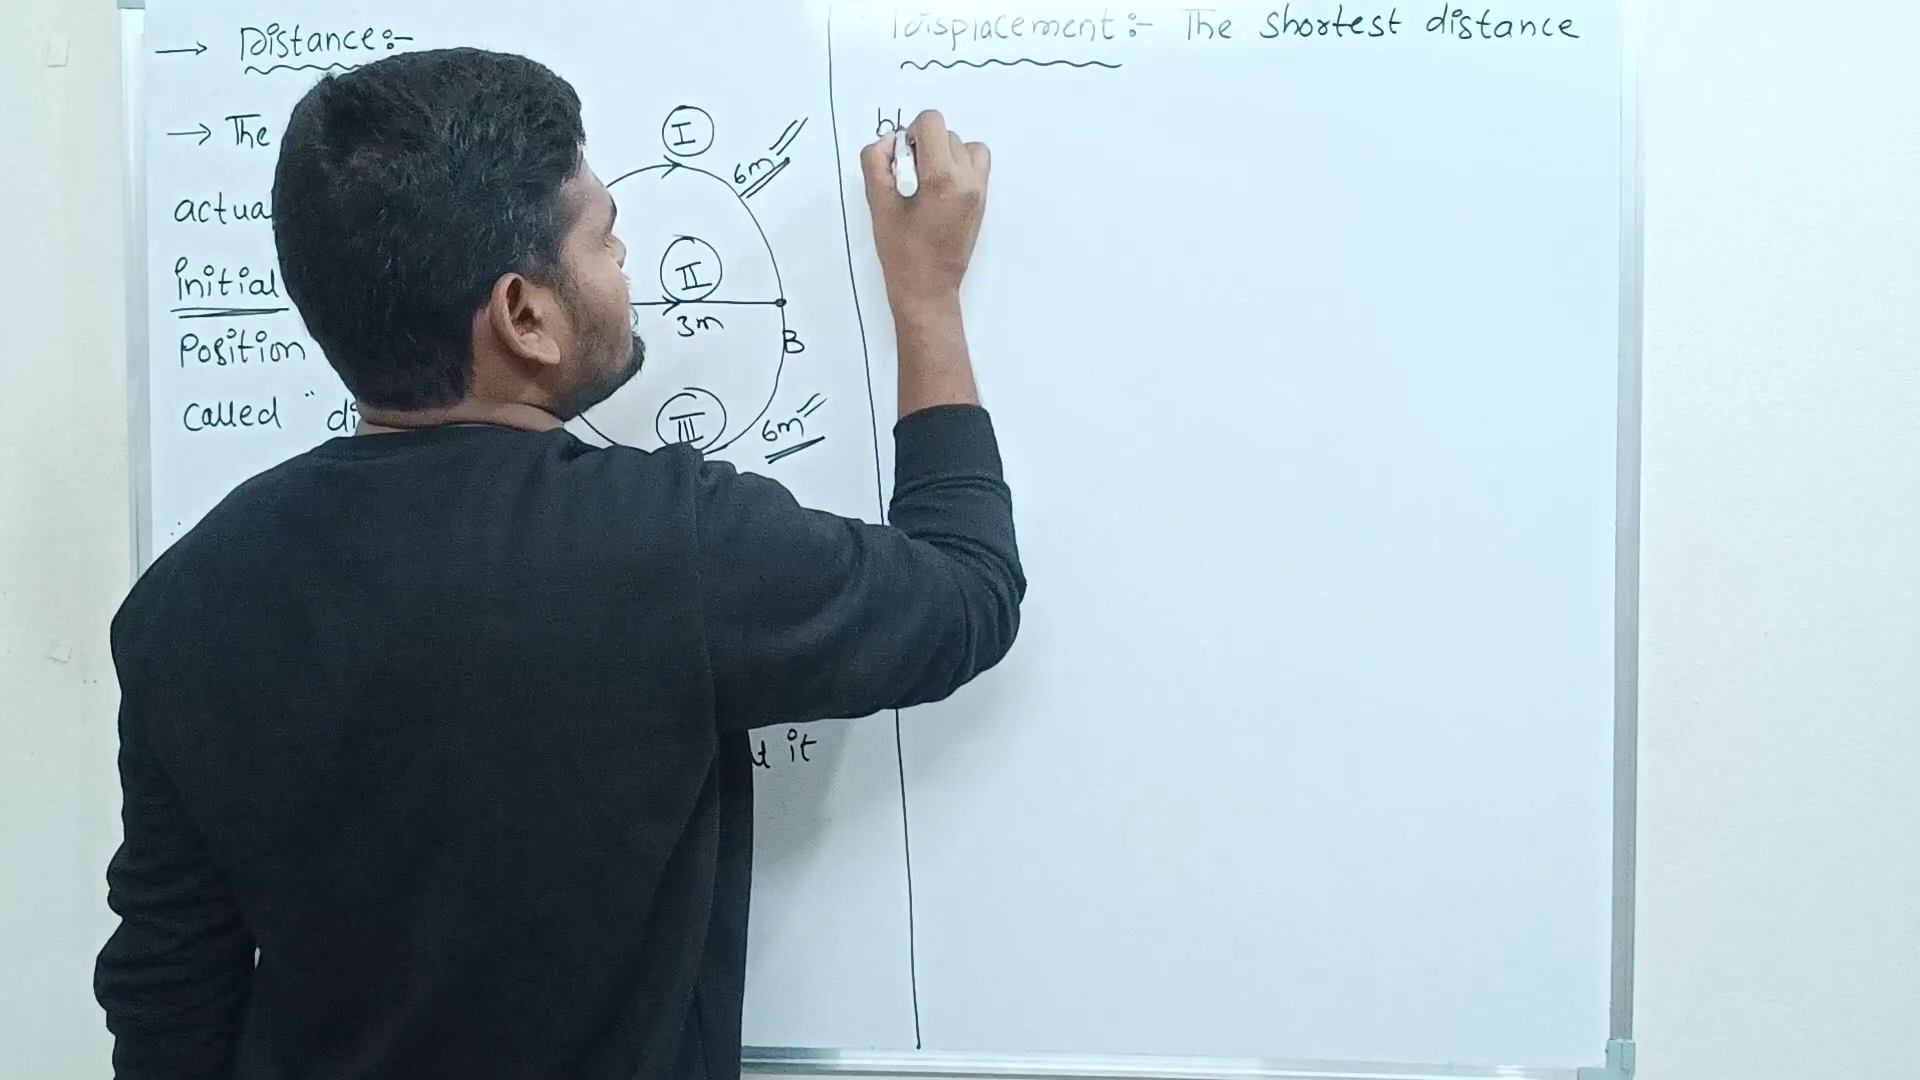 → Distance:-
→ The
actua
initial
Position
called "di
I
6m
II
3m
B
III
6m
it
Displacement:- The shortest distance